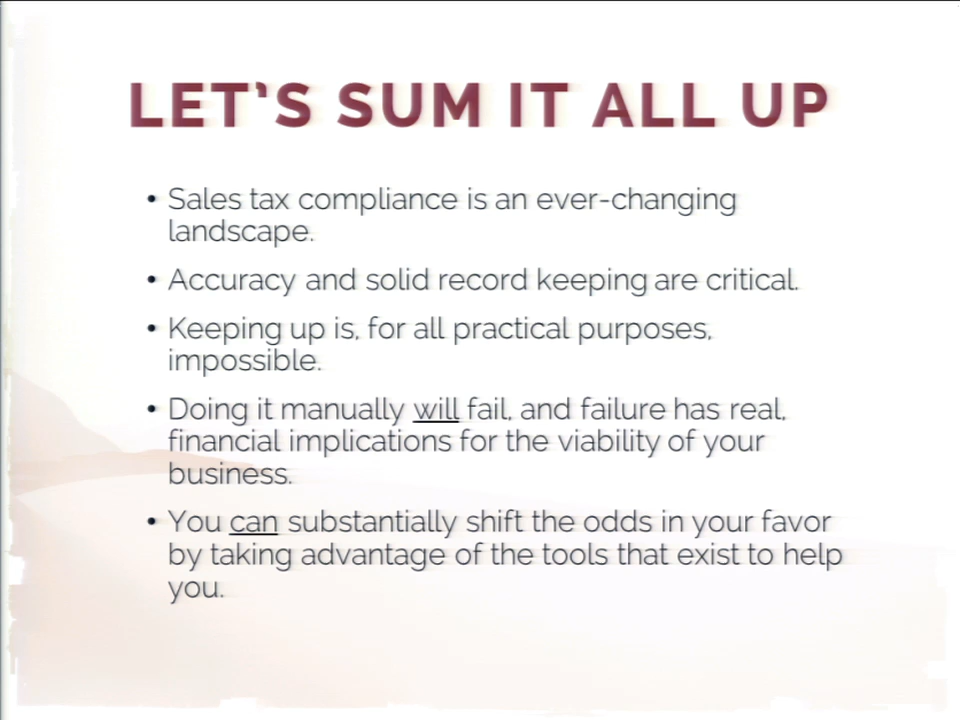 LET’S SUM IT ALL UP
• Sales tax compliance is an ever-changing
landscape.
• Accuracy and solid record keeping are critical.
• Keeping up is, for all practical purposes,
impossible.
• Doing it manually will fail, and failure has real,
financial implications for the viability of your
business.
• You can substantially shift the odds in your favor
by taking advantage of the tools that exist to help
you.